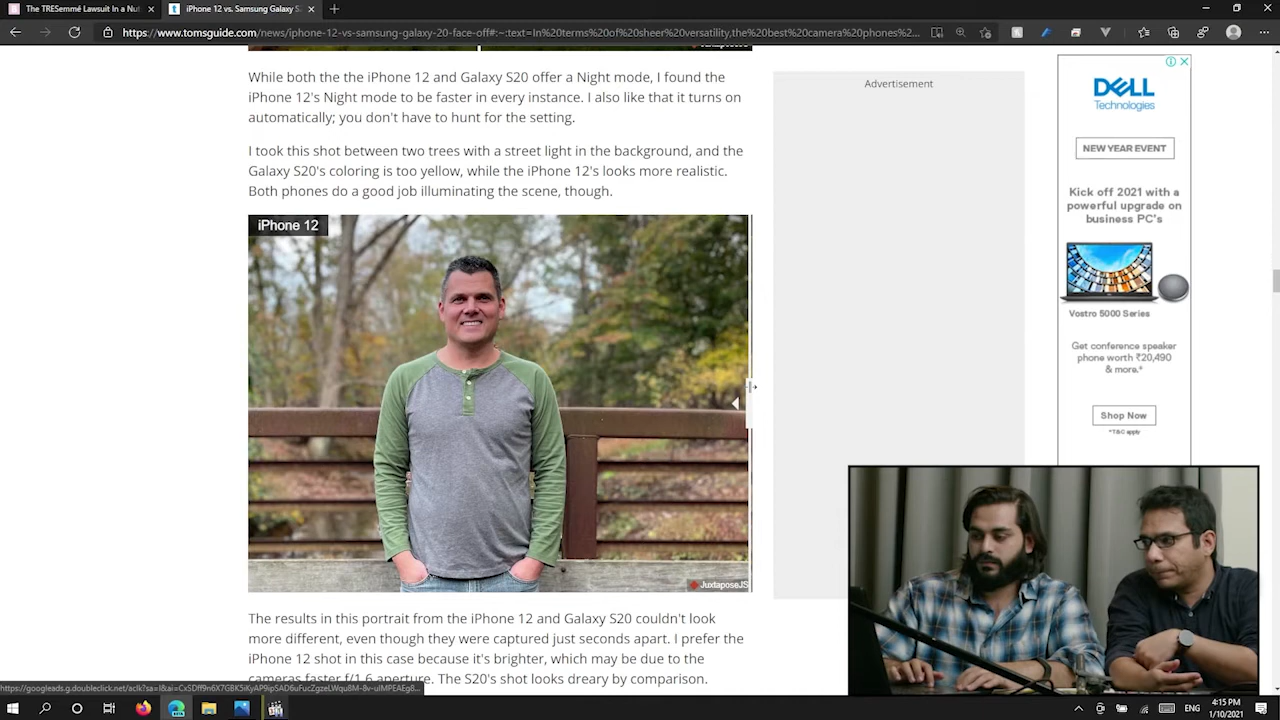 The TRESemmé Lawsuit In a Nut
iPhone 12 vs. Samsung Galaxy S
https://www.tomsguide.com/news/iphone-12-vs-samsung-galaxy-20-face-off#:~:text=In%20terms%20of%20sheer%20versatility,the%20best%20camera%20phones%2...
While both the the iPhone 12 and Galaxy S20 offer a Night mode, I found the
iPhone 12's Night mode to be faster in every instance. I also like that it turns on
automatically; you don't have to hunt for the setting.
I took this shot between two trees with a street light in the background, and the
Galaxy S20's coloring is too yellow, while the iPhone 12's looks more realistic.
Both phones do a good job illuminating the scene, though.
iPhone 12
JuxtaposeJS
The results in this portrait from the iPhone 12 and Galaxy S20 couldn't look
more different, even though they were captured just seconds apart. I prefer the
iPhone 12 shot in this case because it's brighter, which may be due to the
cameras faster f/1.6 aperture. The S20's shot looks dreary by comparison.
Advertisement
DELL
Technologies
NEW YEAR EVENT
Kick off 2021 with a
powerful upgrade on
business PC's
Vostro 5000 Series
Get conference speaker
phone worth ₹20,490
& more.*
Shop Now
*T&C apply
ENG
4:15 PM
1/10/2021